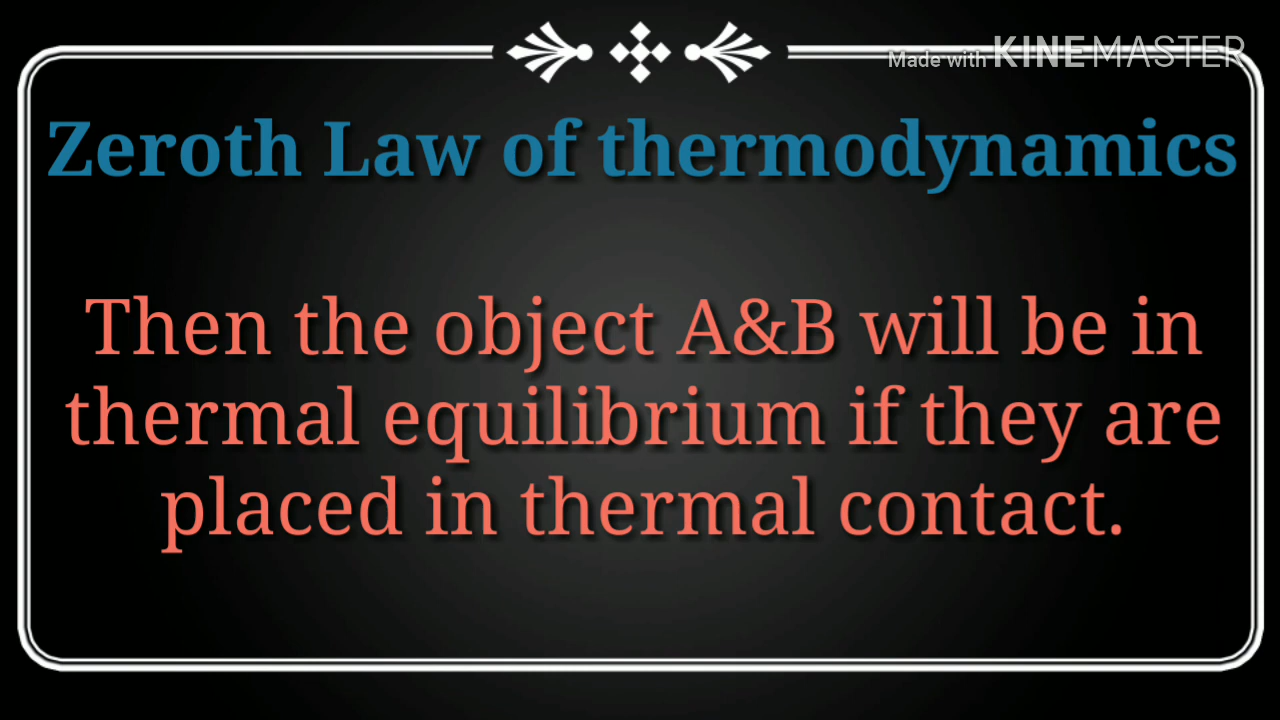 Made with KINEMASTER
Zeroth Law of thermodynamics
Then the object A&B will be in
thermal equilibrium if they are
placed in thermal contact.